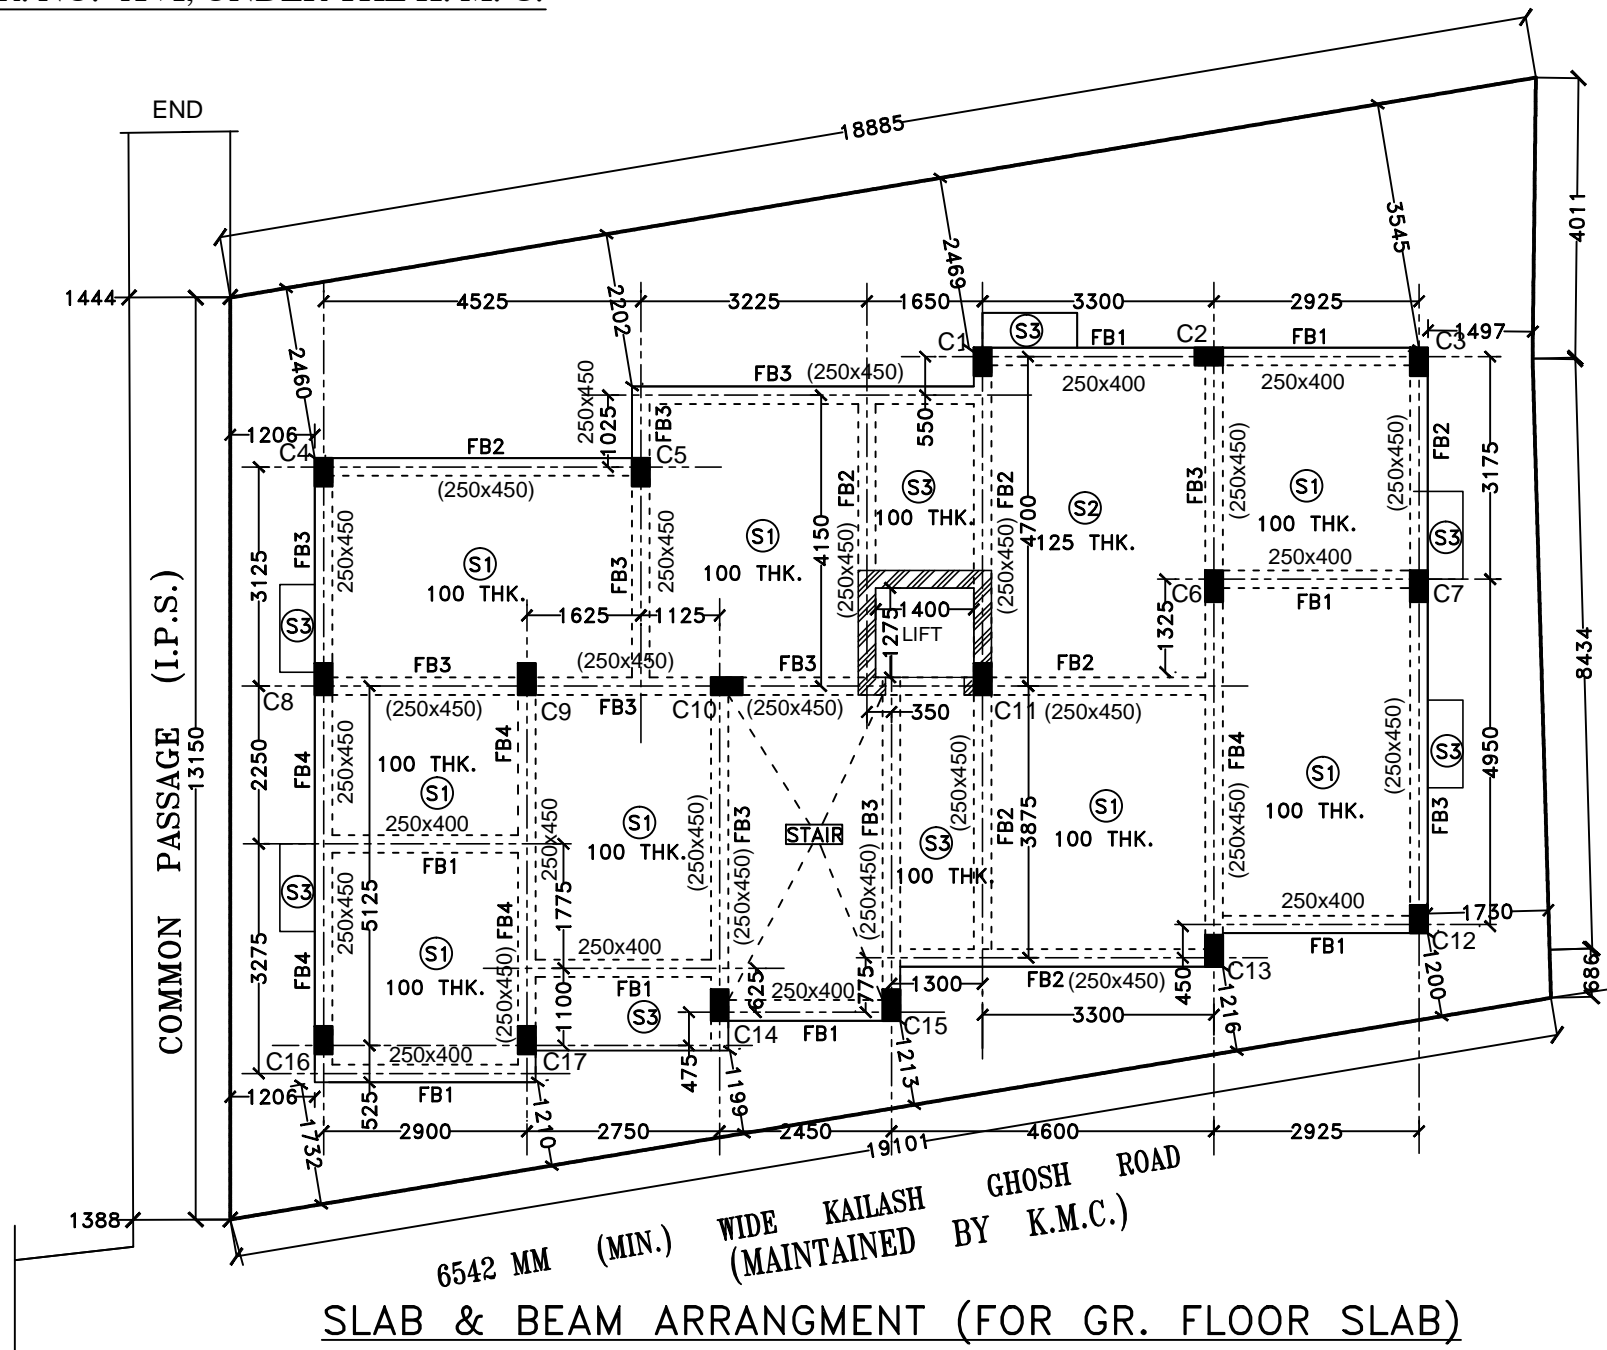 END
18885
4011
3545
2469
2202
2460
1444
4525
3225
1650
3300
2925
1497
C1
S3
FB1
C2
FB1
C3
FB3
(250x450)
250x400
250x400
250x450
1025
FB3
550
1206
C4
FB2
C5
(250x450)
FB2
(250x450)
FB2
(250x450)
S3
100 THK.
4700
S2
125 THK.
FB3
(250x450)
S1
100 THK.
(250x450)
FB2
3175
S3
250x400
FB1
C6
C7
1325
3125
FB3
250x450
S1
100 THK.
FB3
250x450
S1
100 THK.
4150
1625
1125
1400
1275
LIFT
S3
8434
COMMON PASSAGE (I.P.S.)
13150
FB3
(250x450)
FB3
FB2
C8
(250x450)
C9
FB3
C10
(250x450)
350
C11
(250x450)
2250
FB4
250x450
100 THK.
S1
FB4
250x400
FB1
250x450
S1
100 THK.
(250x450)
(250x450)
FB3
STAIR
FB3
(250x450)
(250x450)
S3
100 THK.
FB2
3875
S1
100 THK.
FB4
(250x450)
S1
100 THK.
(250x450)
S3
FB3
4950
S3
5125
1775
3275
FB4
250x450
S1
100 THK.
FB4
(250x450)
250x400
FB1
S3
1100
625
250x400
775
1300
FB2
(250x450)
3300
450
250x400
FB1
1730
C12
C13
1200
686
1216
C16
250x400
C17
475
C14
FB1
C15
1199
1213
1206
525
FB1
1732
1210
2900
2750
2450
4600
2925
19101
1388
6542 MM (MIN.) WIDE KAILASH GHOSH ROAD
(MAINTAINED BY K.M.C.)
SLAB & BEAM ARRANGMENT (FOR GR. FLOOR SLAB)